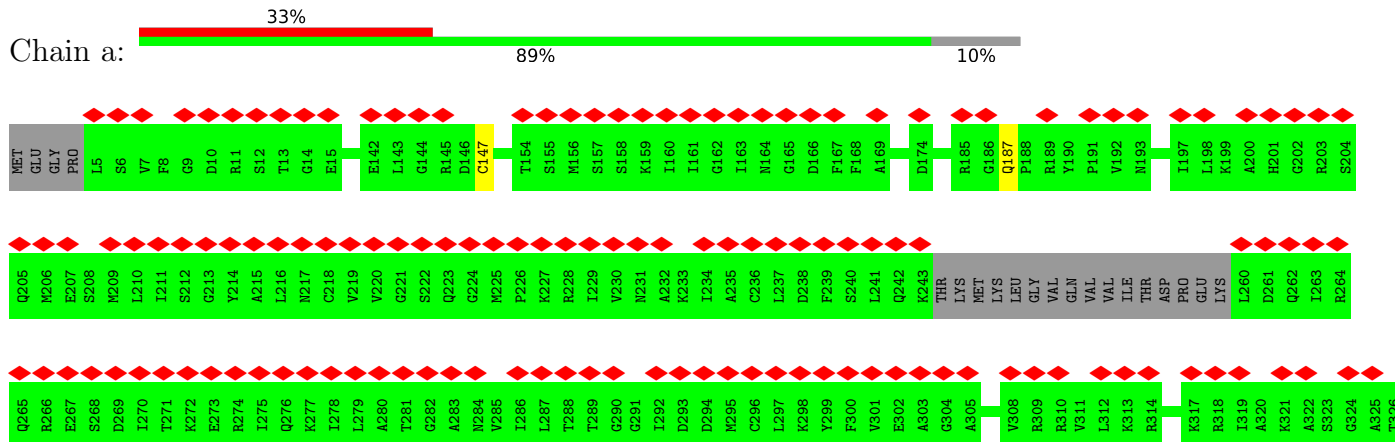 33%
Chain a:
89% 10%
MET GLU GLY PRO L5 S6 V7 F8 G9 D10 R11 S12 T13 G14 E15 E142 L143 G144 R145 D146 C147 T154 S155 M156 S157 S158 K159 I160 I161 G162 I163 N164 G165 D166 F167 F168 A169 D174 R185 G186 Q187 P188 R189 Y190 P191 V192 N193 I197 L198 K199 A200 H201 G202 R203 S204
Q205 M206 E207 S208 M209 L210 I211 S212 G213 Y214 A215 L216 N217 C218 V219 V220 G221 S222 Q223 G224 M225 P226 K227 R228 I229 V230 N231 A232 K233 I234 A235 C236 L237 D238 F239 S240 L241 Q242 K243 THR LYS MET LYS LEU GLY VAL GLN VAL VAL ILE THR ASP PRO GLU LYS L260 D261 Q262 I263 R264
Q265 R266 E267 S268 D269 I270 T271 K272 E273 R274 I275 Q276 K277 I278 L279 A280 T281 G282 A283 N284 V285 I286 L287 T288 T289 G290 G291 I292 D293 D294 M295 C296 L297 K298 Y299 F300 V301 E302 A303 G304 A305 V308 R309 R310 V311 L312 K313 R314 K317 R318 I319 A320 K321 A322 S323 G324 A325 T326